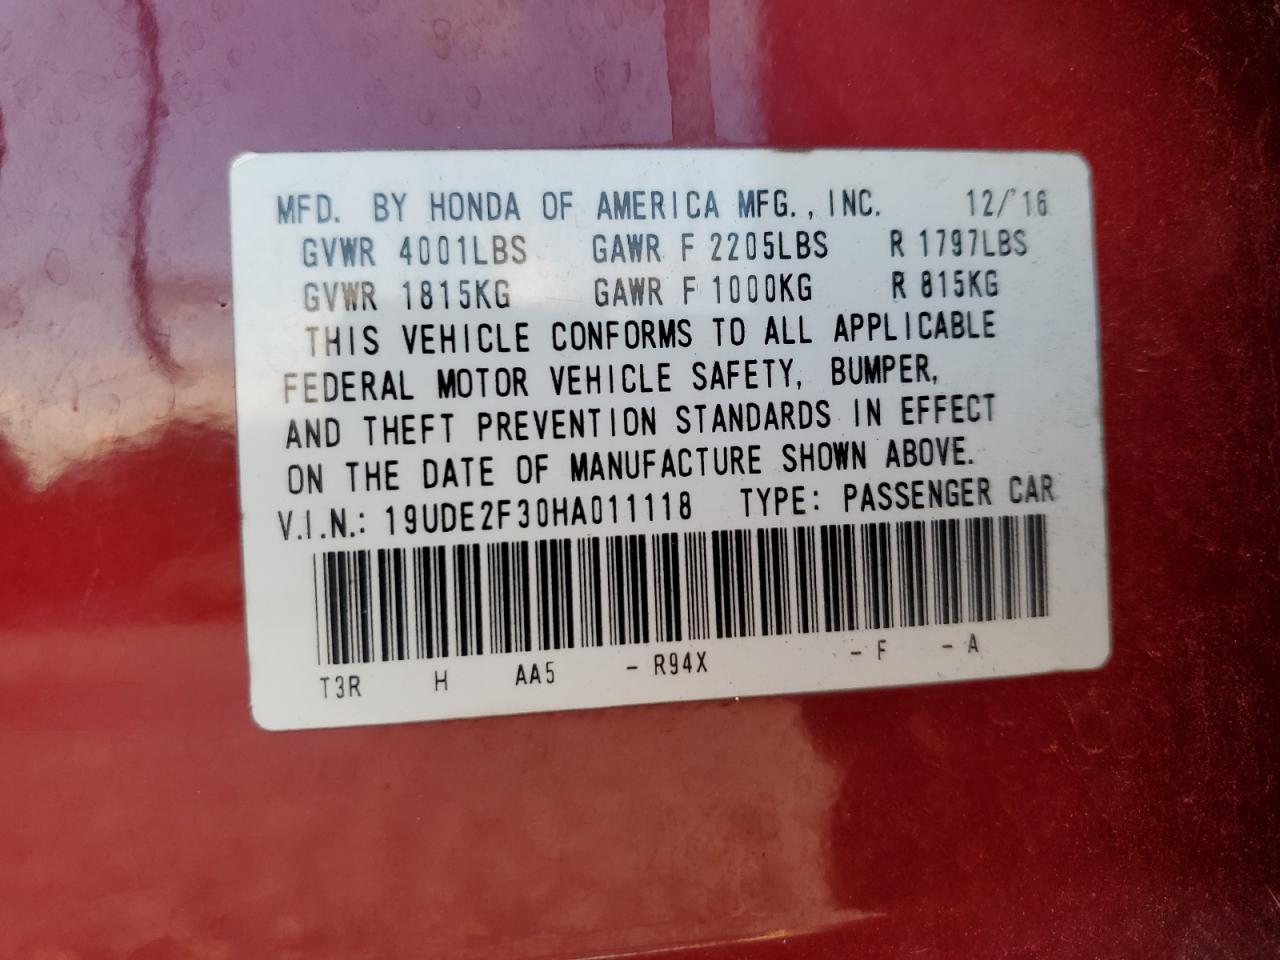 MFD. BY HONDA OF AMERICA MFG., INC. 12/'16
GVWR 4001LBS GAWR F 2205LBS R 1797LBS
GVWR 1815KG GAWR F 1000KG R 815KG
THIS VEHICLE CONFORMS TO ALL APPLICABLE
FEDERAL MOTOR VEHICLE SAFETY, BUMPER,
AND THEFT PREVENTION STANDARDS IN EFFECT
ON THE DATE OF MANUFACTURE SHOWN ABOVE.
V.I.N.: 19UDE2F30HA011118 TYPE: PASSENGER CAR
T3R H AA5 - R94X - F - A